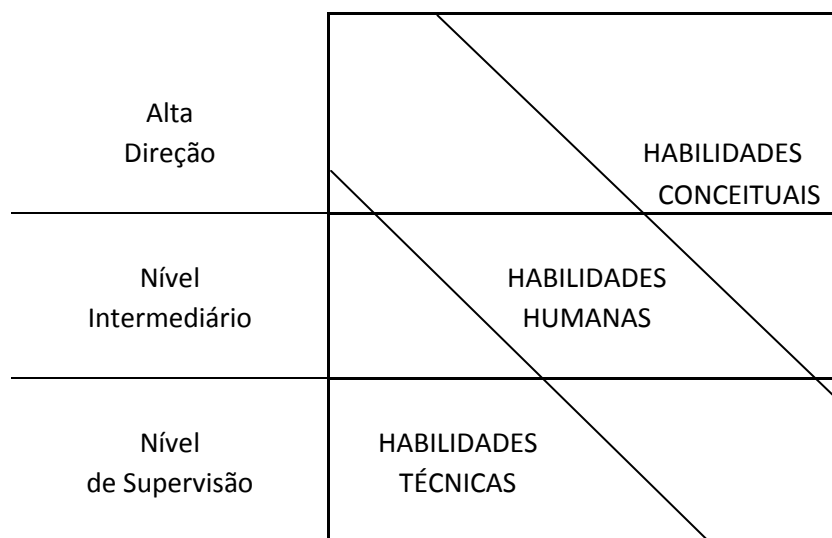 Alta
Direção
HABILIDADES
CONCEITUAIS
Nível
Intermediário
HABILIDADES
HUMANAS
Nível
de Supervisão
HABILIDADES
TÉCNICAS